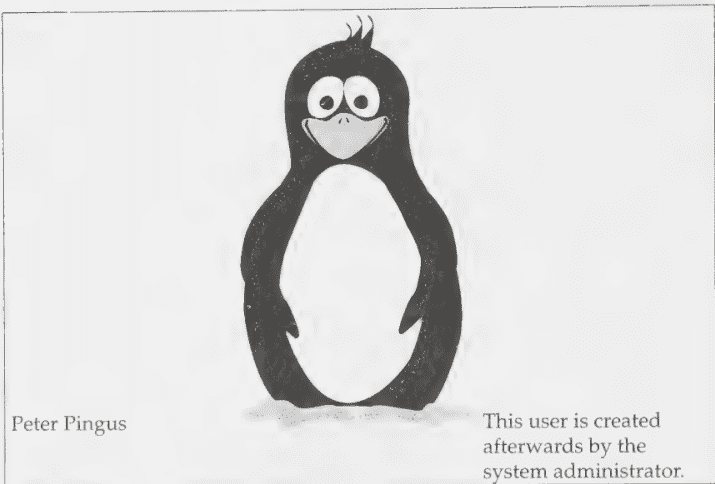 Peter Pingus
This user is created
afterwards by the
system administrator.